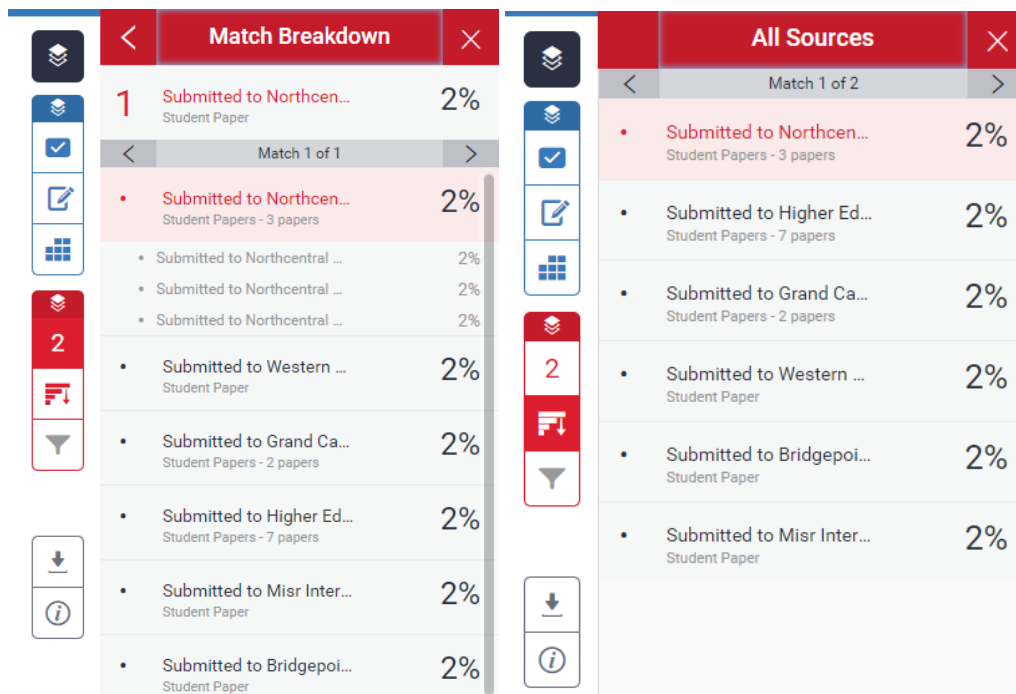 Match Breakdown
1
Submitted to Northcen...
2%
Student Paper
Match 1 of 1
Submitted to Northcen...
2%
Student Papers - 3 papers
Submitted to Northcentral ...
2%
Submitted to Northcentral ...
2%
Submitted to Northcentral ...
2%
Submitted to Western ...
2%
Student Paper
Submitted to Grand Ca...
2%
Student Papers - 2 papers
Submitted to Higher Ed...
2%
Student Papers - 7 papers
Submitted to Misr Inter...
2%
Student Paper
Submitted to Bridgepoi...
2%
Student Paper
2
All Sources
Match 1 of 2
Submitted to Northcen...
2%
Student Papers - 3 papers
Submitted to Higher Ed...
2%
Student Papers - 7 papers
Submitted to Grand Ca...
2%
Student Papers - 2 papers
Submitted to Western ...
2%
Student Paper
Submitted to Bridgepoi...
2%
Student Paper
Submitted to Misr Inter...
2%
Student Paper
2